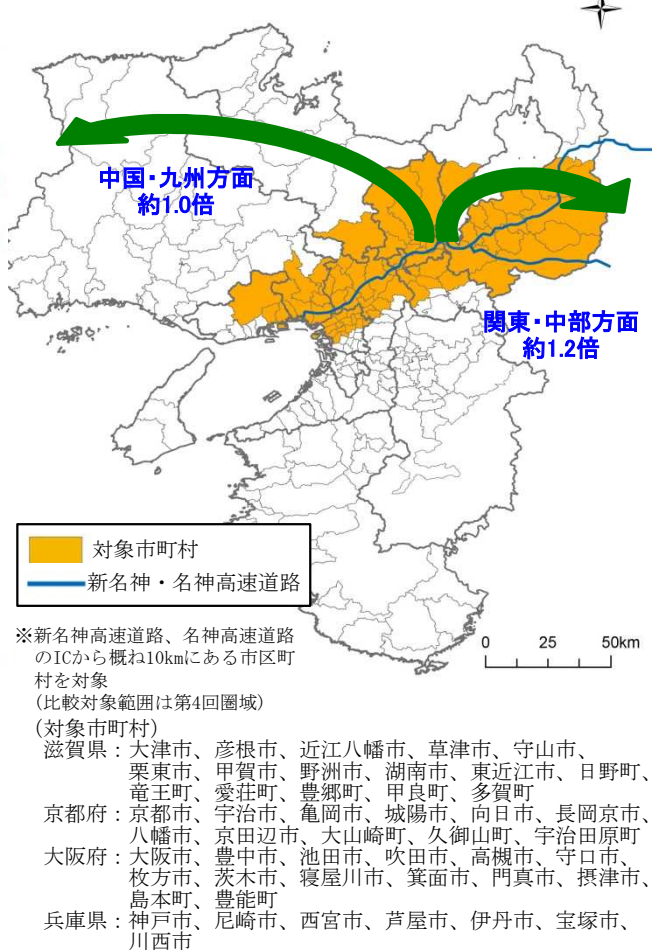 中国・九州方面
約1.0倍
関東・中部方面
約1.2倍
対象市町村
新名神・名神高速道路
※新名神高速道路、名神高速道路
のICから概ね10kmにある市区町
村を対象
(比較対象範囲は第4回圏域)
0 25 50km
(対象市町村)
滋賀県：大津市、彦根市、近江八幡市、草津市、守山市、
栗東市、甲賀市、野洲市、湖南市、東近江市、日野町、
竜王町、愛荘町、豊郷町、甲良町、多賀町
京都府：京都市、宇治市、亀岡市、城陽市、向日市、長岡京市、
八幡市、京田辺市、大山崎町、久御山町、宇治田原町
大阪府：大阪市、豊中市、池田市、吹田市、高槻市、守口市、
枚方市、茨木市、寝屋川市、箕面市、門真市、摂津市、
島本町、豊能町
兵庫県：神戸市、尼崎市、西宮市、芦屋市、伊丹市、宝塚市、
川西市